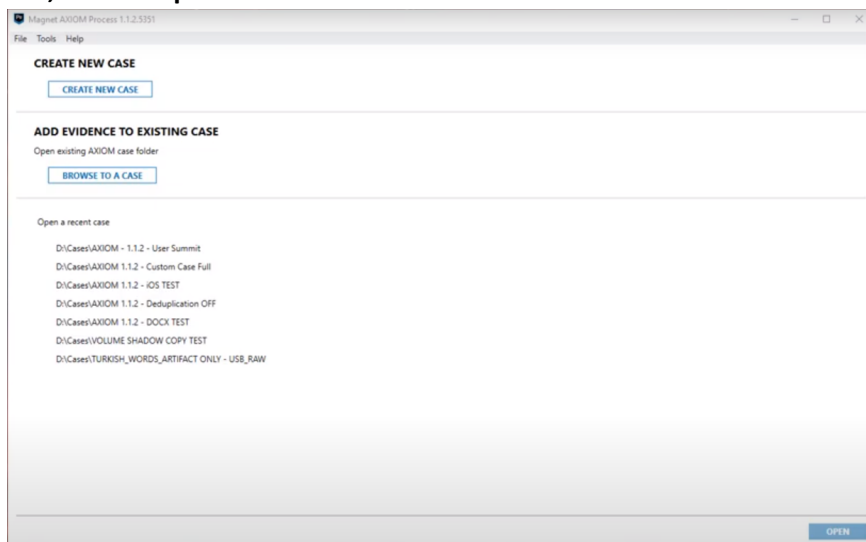 Magnet AXIOM Process 1.1.2.5351
File Tools Help
CREATE NEW CASE
CREATE NEW CASE
ADD EVIDENCE TO EXISTING CASE
Open existing AXIOM case folder
BROWSE TO A CASE
Open a recent case
D:\Cases\AXIOM - 1.1.2 - User Summit
D:\Cases\AXIOM 1.1.2 - Custom Case Full
D:\Cases\AXIOM 1.1.2 - iOS TEST
D:\Cases\AXIOM 1.1.2 - Deduplication OFF
D:\Cases\AXIOM 1.1.2 - DOCX TEST
D:\Cases\VOLUME SHADOW COPY TEST
D:\Cases\TURKISH_WORDS_ARTIFACT ONLY - USB_RAW
OPEN